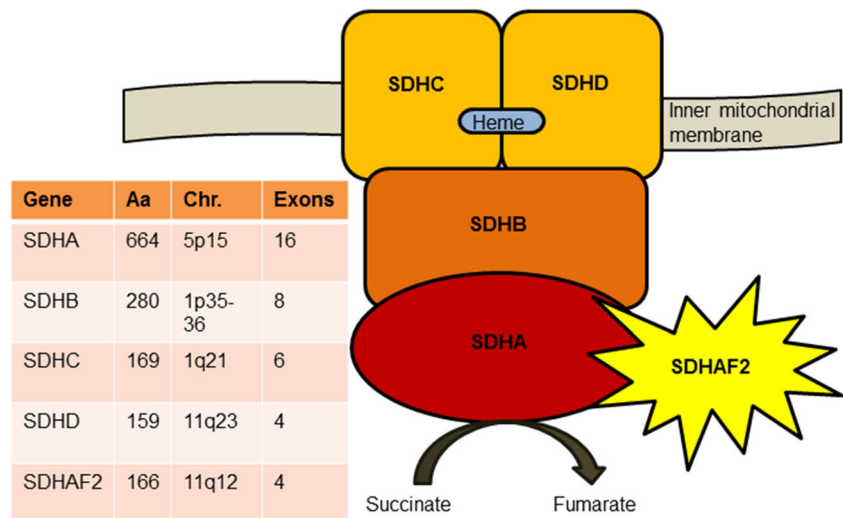 SDHC
SDHD
Heme
Inner mitochondrial
membrane
Gene Aa Chr. Exons
SDHA 664 5p15 16
SDHB 280 1p35-
36 8
SDHC 169 1q21 6
SDHD 159 11q23 4
SDHAF2 166 11q12 4
SDHB
SDHA
SDHAF2
Succinate
Fumarate